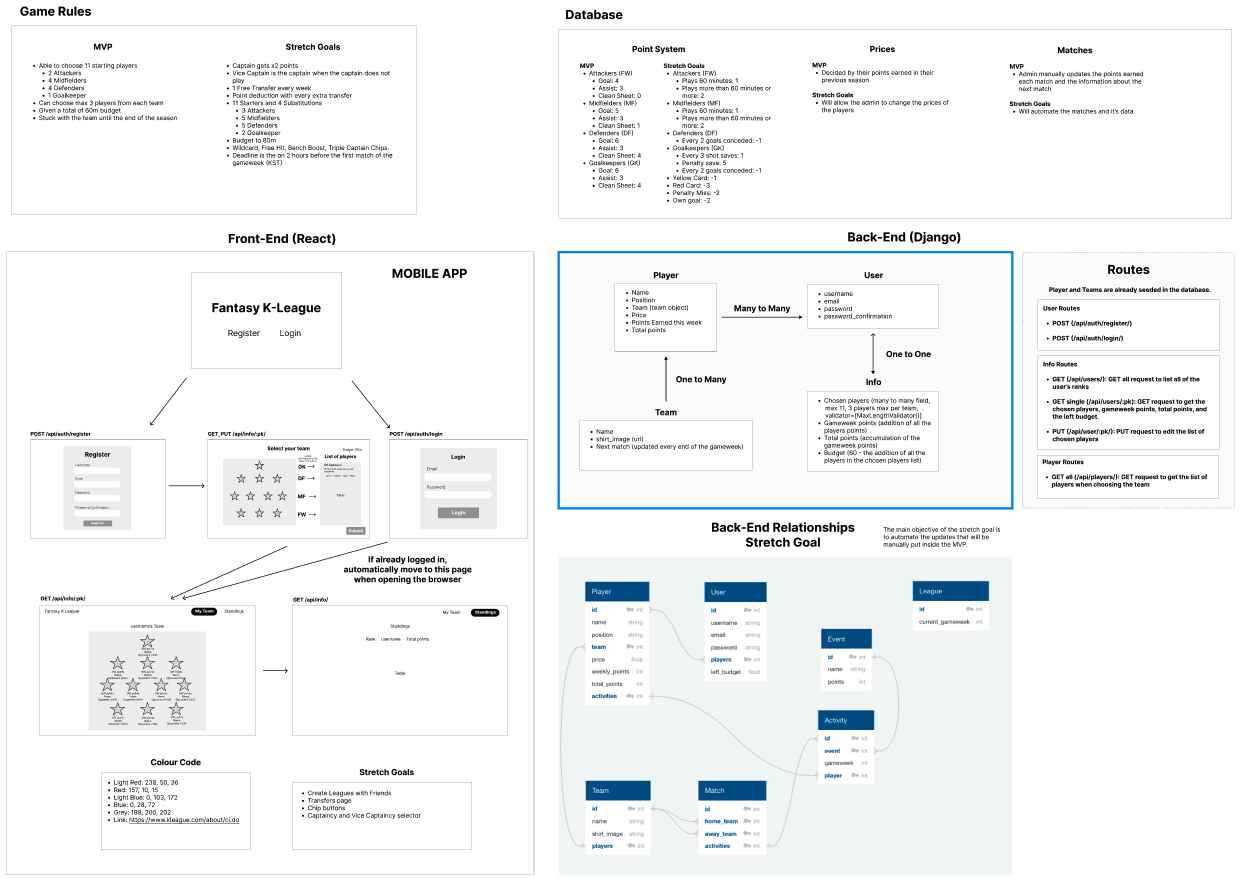 Game Rules
MVP
• Able to choose 11 starting players
• 2 Attackers
• 4 Midfielders
• 4 Defenders
• 1 Goalkeeper
• Can choose max 3 players from each team
• Given a total of 60m budget
• Stuck with the team until the end of the season
Stretch Goals
• Captain gets x2 points
• Vice Captain is the captain when the captain does not
play
• 1 Free Transfer every week
• Point deduction with every extra transfer
• 11 Starters and 4 Substitutions
• 3 Attackers
• 5 Midfielders
• 5 Defenders
• 2 Goalkeeper
• Budget to 80m
• Wildcard, Free Hit, Bench Boost, Triple Captain Chips.
• Deadline is the on 2 hours before the first match of the
gameweek (KST)
Database
Point System
MVP
• Attackers (FW)
• Goal: 4
• Assist: 3
• Clean Sheet: 0
• Midfielders (MF)
• Goal: 5
• Assist: 3
• Clean Sheet: 1
• Defenders (DF)
• Goal: 6
• Assist: 3
• Clean Sheet: 4
• Goalkeepers (GK)
• Goal: 6
• Assist: 3
• Clean Sheet: 4
Stretch Goals
• Attackers (FW)
• Plays 60 minutes: 1
• Plays more than 60 minutes or
more: 2
• Midfielders (MF)
• Plays 60 minutes: 1
• Plays more than 60 minutes or
more: 2
• Defenders (DF)
• Every 2 goals conceded: -1
• Goalkeepers (GK)
• Every 3 shot saves: 1
• Penalty save: 5
• Every 2 goals conceded: -1
• Yellow Card: -1
• Red Card: -3
• Penalty Miss: -2
• Own goal: -2
Prices
MVP
• Decided by their points earned in their
previous season
Stretch Goals
• Will allow the admin to change the prices of
the players
Matches
MVP
• Admin manually updates the points earned
each match and the information about the
next match
Stretch Goals
• Will automate the matches and it's data
Front-End (React)
MOBILE APP
Fantasy K-League
Register Login
POST /api/auth/register
Register
Username
Email
Password
Password Confirmation
Register
GET, PUT /api/info/:pk/
Select your team
Budget: 60m
List of players
GK
DF
MF
FW
Table
Submit
POST /api/auth/login
Login
Email
Password
Login
If already logged in,
automatically move to this page
when opening the browser
GET /api/info/:pk/
Fantasy K League
My Team Standings
username's Team
GET /api/info/
My Team Standings
Standings
Rank username Total points
Table
Colour Code
• Light Red: 238, 50, 36
• Red: 157, 10, 15
• Light Blue: 0, 103, 172
• Blue: 0, 28, 72
• Grey: 198, 200, 202
• Link: https://www.kleague.com/about/ci.do
Stretch Goals
• Create Leagues with Friends
• Transfers page
• Chip buttons
• Captaincy and Vice Captaincy selector
Back-End (Django)
Player
• Name
• Position
• Team (team object)
• Price
• Points Earned this week
• Total points
Many to Many
User
• username
• email
• password
• password_confirmation
One to Many
One to One
Team
• Name
• shirt_image (url)
• Next match (updated every end of the gameweek)
Info
• Chosen players (many to many field,
max 11, 3 players max per team, .
validator=[MaxLengthValidator()]
• Gameweek points (addition of all the
players points)
• Total points (accumulation of the
gameweek points)
• Budget (60 - the addition of all the
players in the chosen players list)
Routes
Player and Teams are already seeded in the database.
User Routes
• POST (/api/auth/register/)
• POST (/api/auth/login/)
Info Routes
• GET (/api/users/): GET all request to list all of the
user's ranks
• GET single (/api/users/:pk): GET request to get the
chosen players, gameweek points, total points, and
the left budget.
• PUT (/api/user/:pk/): PUT request to edit the list of
chosen players
Player Routes
• GET all (/api/players/): GET request to get the list of
players when choosing the team
Back-End Relationships
Stretch Goal
The main objective of the stretch goal is
to automate the updates that will be
manually put inside the MVP.
Player
id int
name string
position string
team int
price float
weekly_points int
total_points int
activities int
User
id int
username string
email string
password string
players int
left_budget float
League
id int
current_gameweek int
Event
id int
name string
points int
Activity
id int
event int
gameweek int
player int
Team
id int
name string
shirt_image string
players int
Match
id int
home_team int
away_team int
activities int